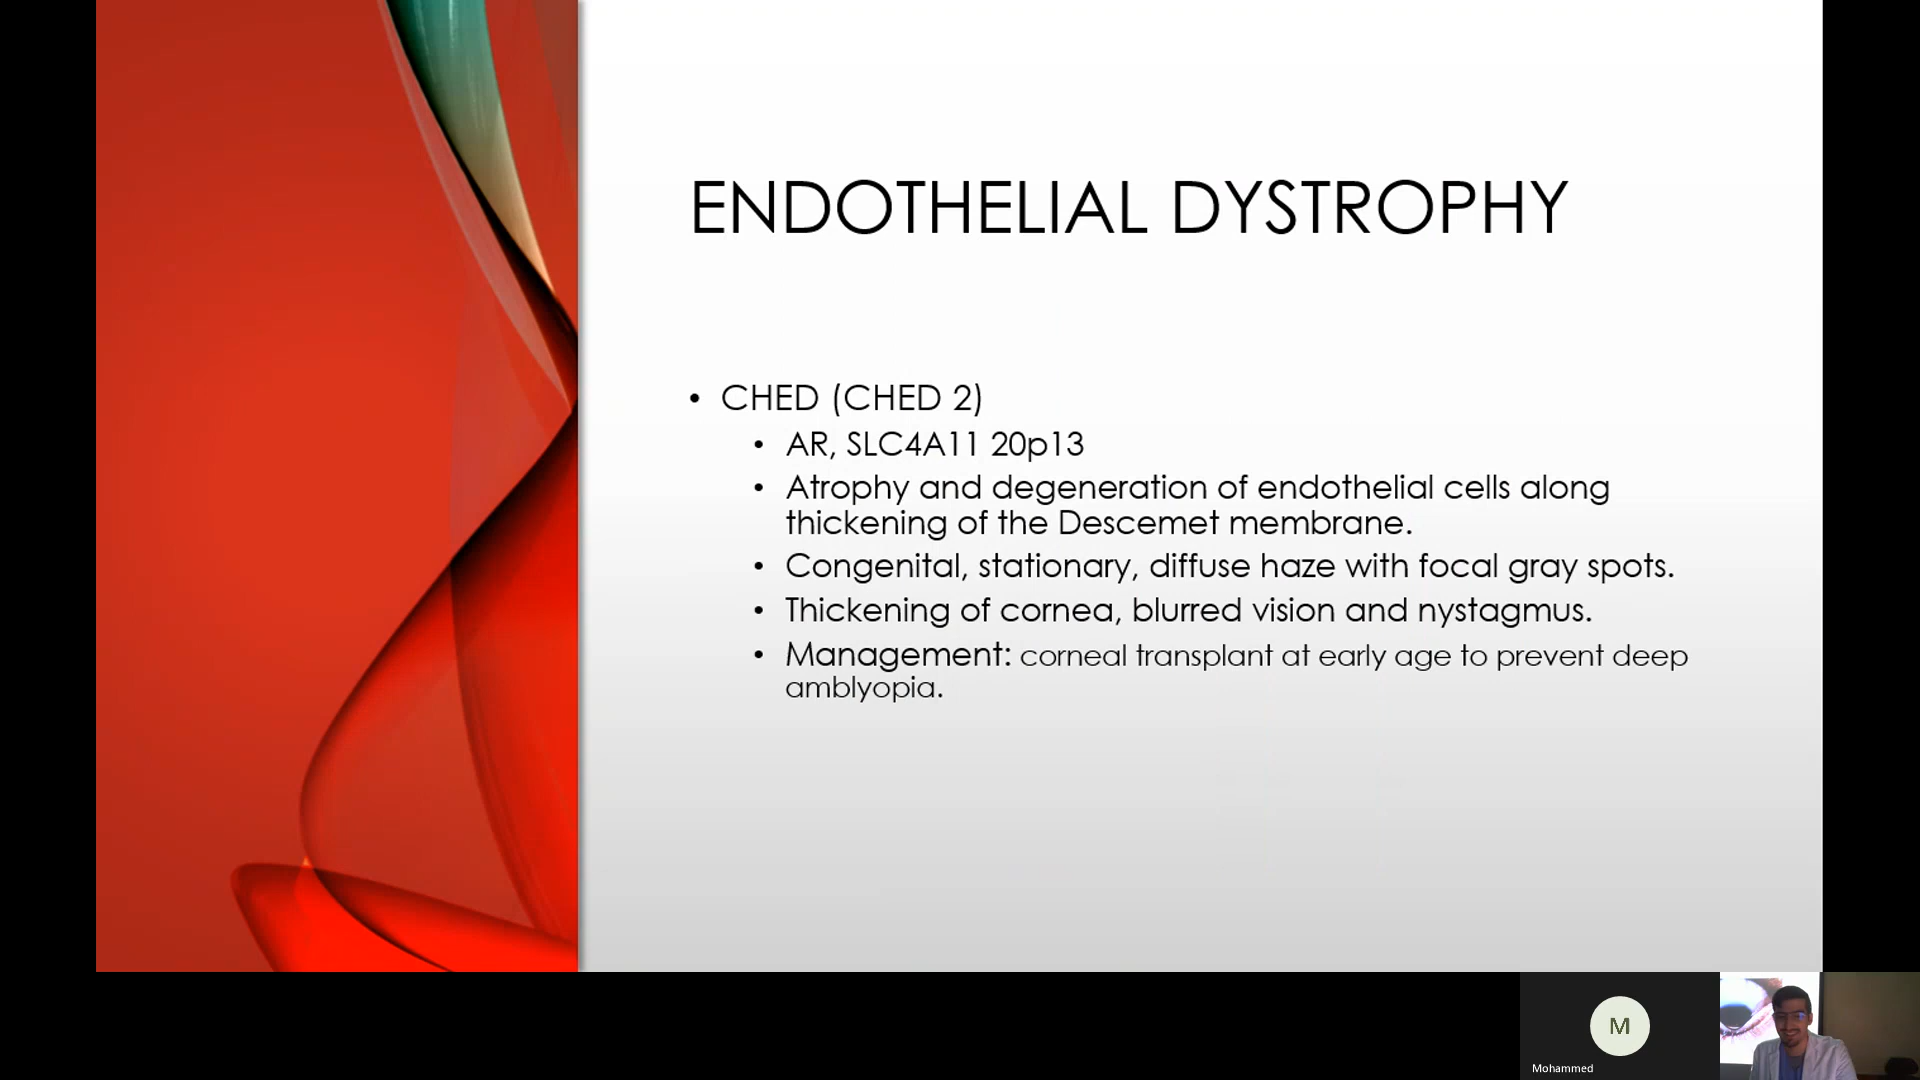 ENDOTHELIAL DYSTROPHY
• CHED (CHED 2)
• AR, SLC4A11 20p13
• Atrophy and degeneration of endothelial cells along
thickening of the Descemet membrane.
• Congenital, stationary, diffuse haze with focal gray spots.
• Thickening of cornea, blurred vision and nystagmus.
• Management: corneal transplant at early age to prevent deep
amblyopia.
M
Mohammed